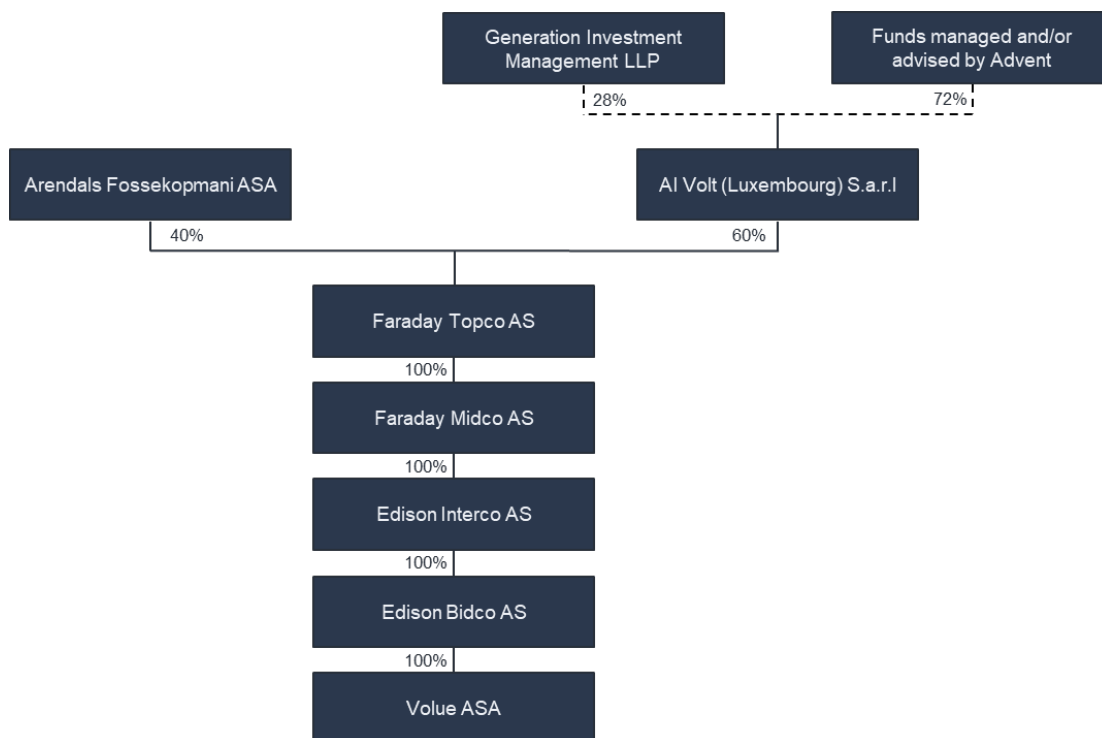 Generation Investment
Management LLP
Funds managed and/or
advised by Advent
28%
72%
Arendals Fossekopmani ASA
AI Volt (Luxembourg) S.a.r.l
40%
60%
Faraday Topco AS
100%
Faraday Midco AS
100%
Edison Interco AS
100%
Edison Bidco AS
100%
Volue ASA